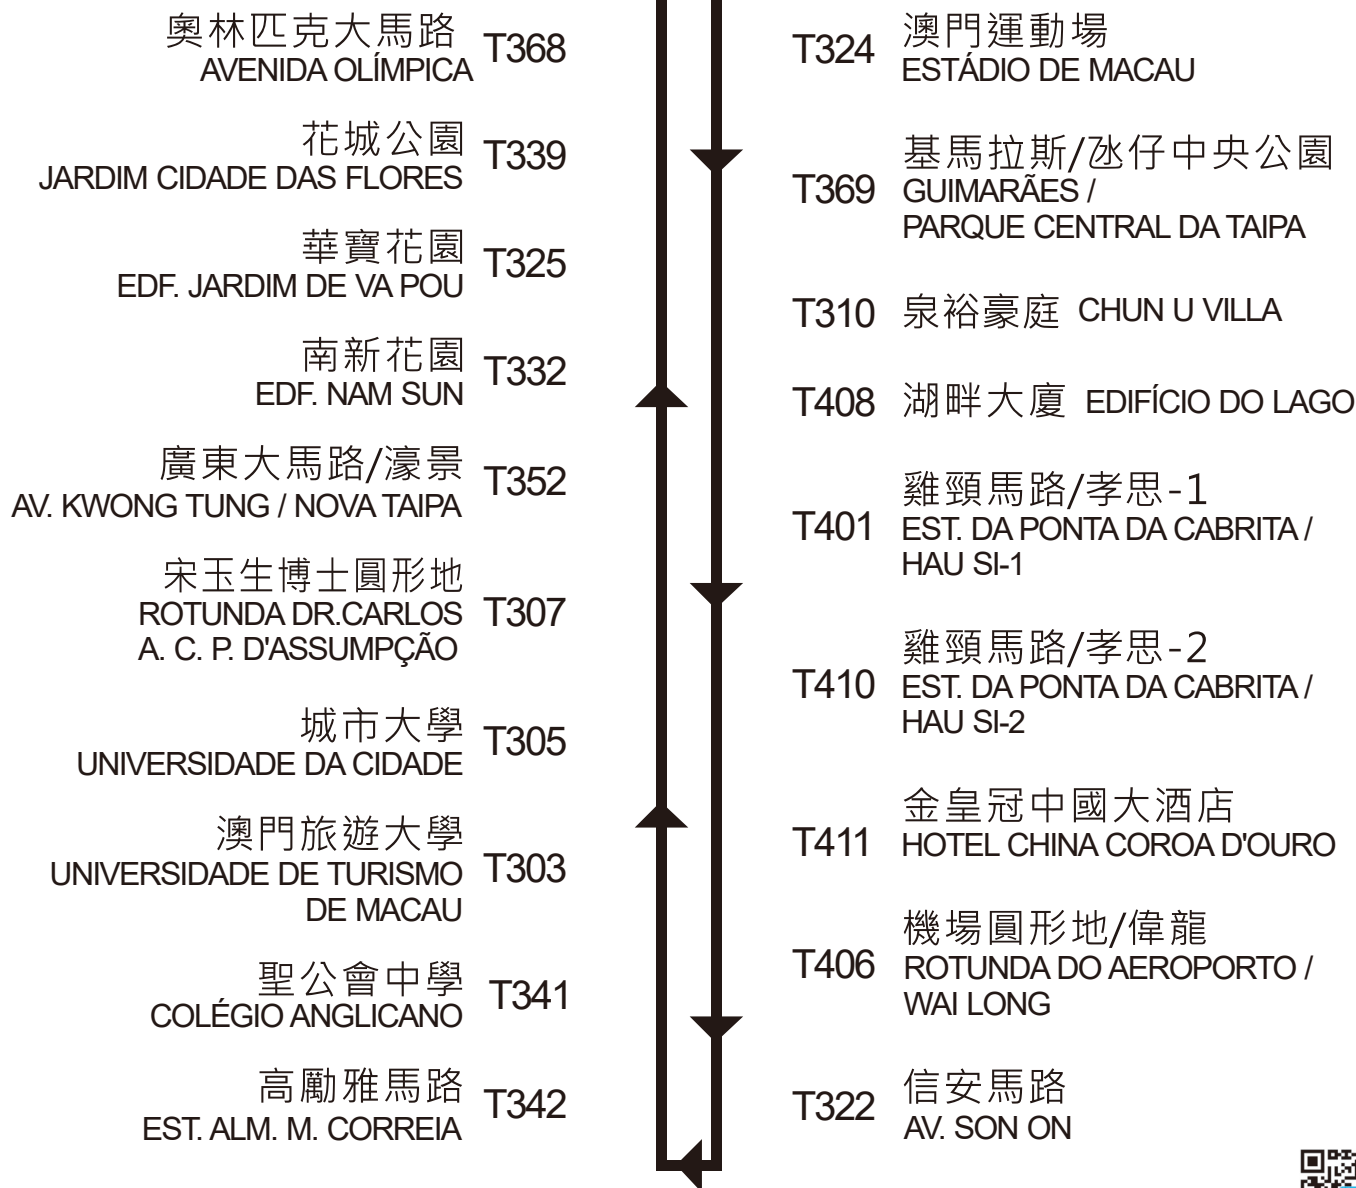 奧林匹克大馬路
AVENIDA OLÍMPICA
T368
花城公園
JARDIM CIDADE DAS FLORES
T339
華寶花園
EDF. JARDIM DE VA POU
T325
南新花園
EDF. NAM SUN
T332
廣東大馬路/濠景
AV. KWONG TUNG / NOVA TAIPA
T352
宋玉生博士圓形地
ROTUNDA DR.CARLOS
A. C. P. D'ASSUMPÇÃO
T307
城市大學
UNIVERSIDADE DA CIDADE
T305
澳門旅遊大學
UNIVERSIDADE DE TURISMO
DE MACAU
T303
聖公會中學
COLÉGIO ANGLICANO
T341
高勵雅馬路
EST. ALM. M. CORREIA
T342
T324
澳門運動場
ESTÁDIO DE MACAU
T369
基馬拉斯/氹仔中央公園
GUIMARÃES /
PARQUE CENTRAL DA TAIPA
T310 泉裕豪庭 CHUN U VILLA
T408 湖畔大廈 EDIFÍCIO DO LAGO
T401
雞頸馬路/孝思-1
EST. DA PONTA DA CABRITA /
HAU SI-1
T410
雞頸馬路/孝思-2
EST. DA PONTA DA CABRITA /
HAU SI-2
T411
金皇冠中國大酒店
HOTEL CHINA COROA D'OURO
T406
機場圓形地/偉龍
ROTUNDA DO AEROPORTO /
WAI LONG
T322
信安馬路
AV. SON ON